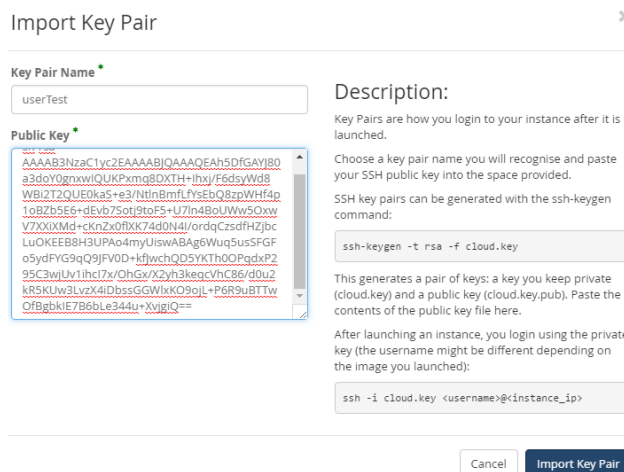 Import Key Pair
Key Pair Name *
userTest
Public Key *
AAAAB3NzaC1yc2EAAAABJQAAAQEAh5DfGAYJ80
a3doY0gnxwIQUKPxmq8DXTH+Ihxj/F6dsyWd8
WBi2T2QUE0kaS+e3/NtlnBmfLfYsEbQ8zpWHf4p
1oBZb5E6+dEvb7Sotj9toF5+U7ln4BoUWw5Oxw
V7XXiXMd+cKnZx0flXK74d0N4I/ordqCzsdfHZjbc
LuOKEEB8H3UPAo4myUiswABAg6Wuq5usSFGF
o5ydFYG9qQ9JFV0D+kfJwchQD5YKTh0OPqdxP2
95C3wjUv1ihcI7x/OhGx/X2yh3keqcVhC86/d0u2
kR5KUw3LvzX4iDbssGGWlxKO9ojL+P6R9uBTTw
OfBgbkIE7B6bLe344u+XvjgiQ==
Description:
Key Pairs are how you login to your instance after it is
launched.
Choose a key pair name you will recognise and paste
your SSH public key into the space provided.
SSH key pairs can be generated with the ssh-keygen
command:
ssh-keygen -t rsa -f cloud.key
This generates a pair of keys: a key you keep private
(cloud.key) and a public key (cloud.key.pub). Paste the
contents of the public key file here.
After launching an instance, you login using the private
key (the username might be different depending on
the image you launched):
ssh -i cloud.key <username>@<instance_ip>
Cancel
Import Key Pair